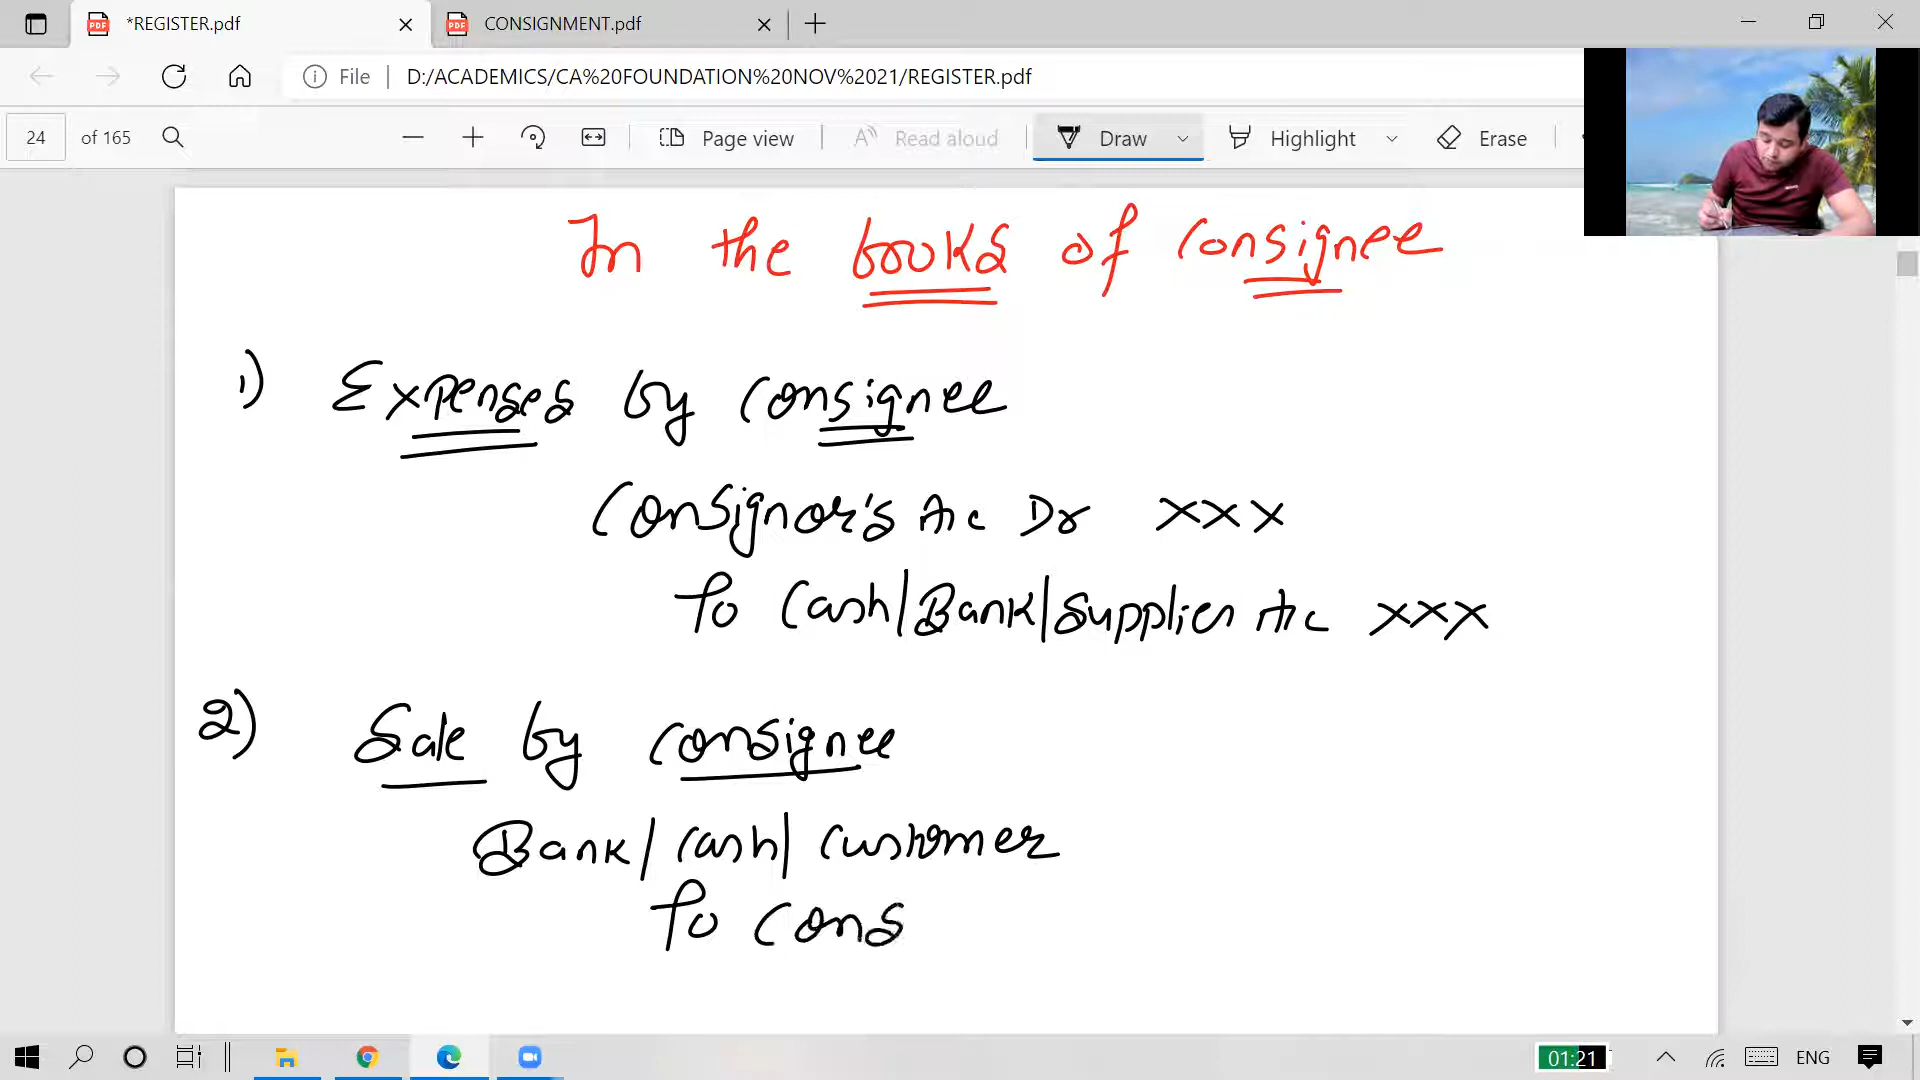 *REGISTER.pdf
CONSIGNMENT.pdf
File
D:/ACADEMICS/CA%20FOUNDATION%20NOV%2021/REGISTER.pdf
24 of 165
Page view
Read aloud
Draw
Highlight
Erase
In the books of consignee
1) Expenses by consignee
Consignor's A/c Dr xxx
To Cash/Bank/Supplier A/c xxx
2) Sale by consignee
Bank/Cash/Customer
To Cons
01:21
ENG